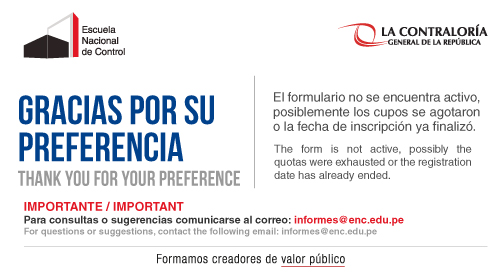 Escuela
Nacional
de Control
LA CONTRALORÍA
GENERAL DE LA REPÚBLICA
GRACIAS POR SU
PREFERENCIA
THANK YOU FOR YOUR PREFERENCE
El formulario no se encuentra activo,
posiblemente los cupos se agotaron
o la fecha de inscripción ya finalizó.
The form is not active, possibly the
quotas were exhausted or the registration
date has already ended.
IMPORTANTE / IMPORTANT
Para consultas o sugerencias comunicarse al correo: informes@enc.edu.pe
For questions or suggestions, contact the following email: informes@enc.edu.pe
Formamos creadores de valor público